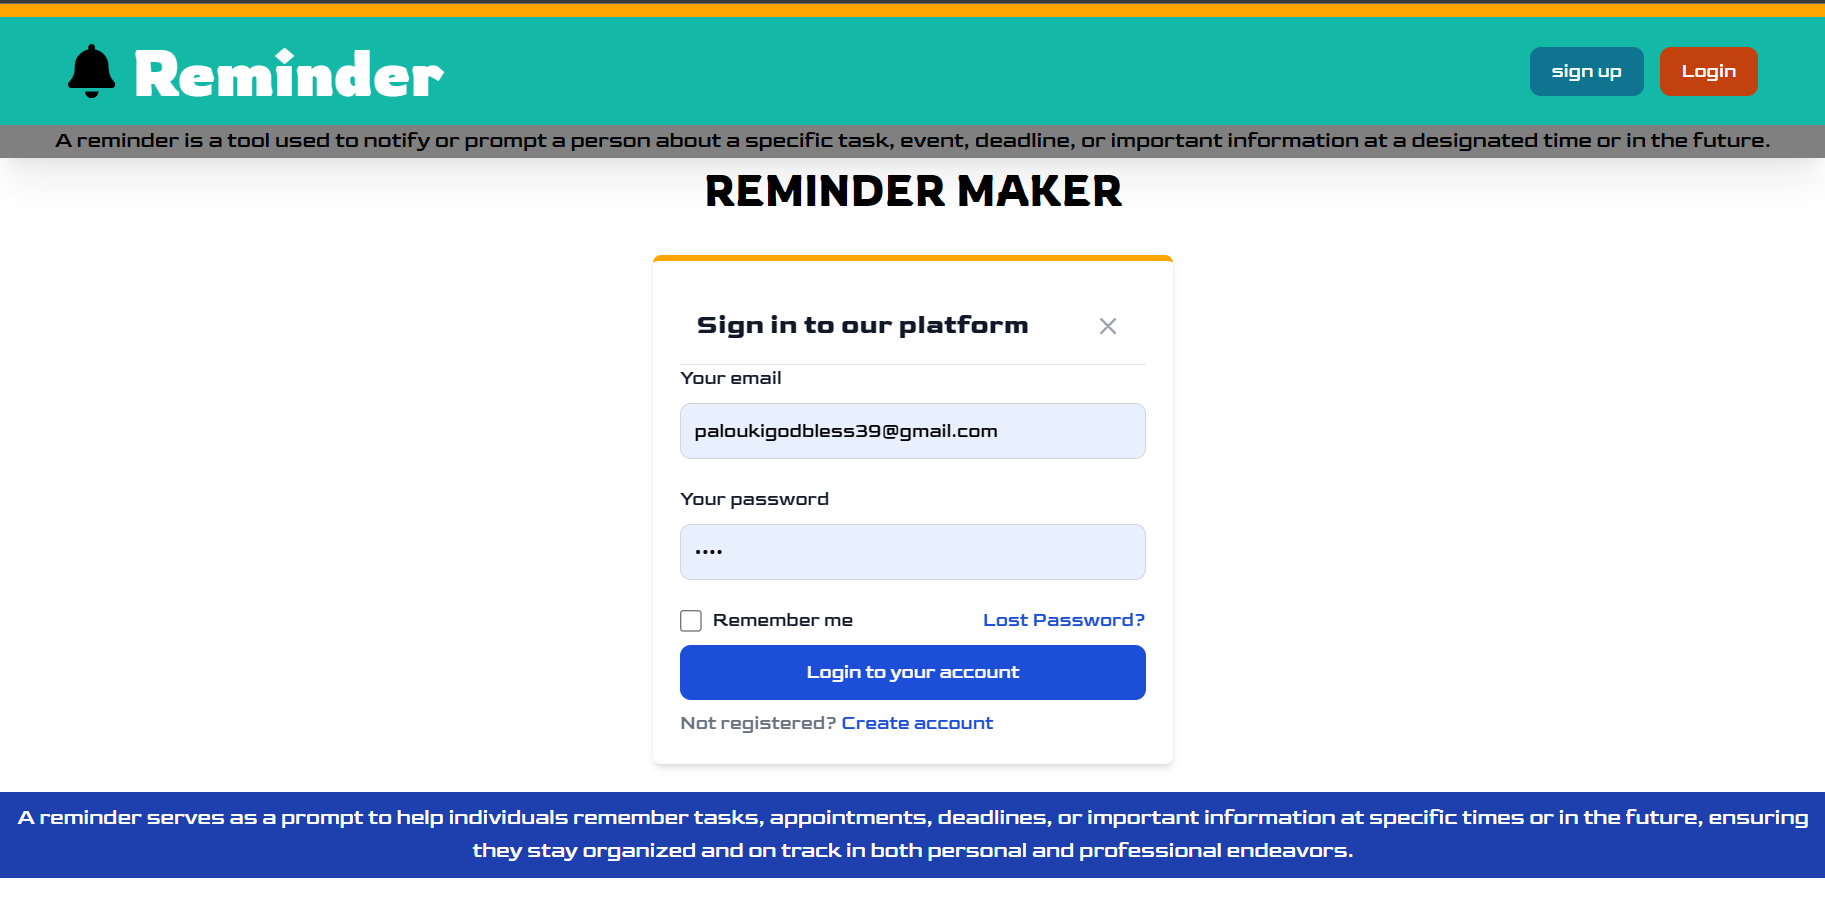 Reminder
sign up
Login
A reminder is a tool used to notify or prompt a person about a specific task, event, deadline, or important information at a designated time or in the future.
REMINDER MAKER
Sign in to our platform
Your email
paloukigodbless39@gmail.com
Your password
••••
Remember me
Lost Password?
Login to your account
Not registered? Create account
A reminder serves as a prompt to help individuals remember tasks, appointments, deadlines, or important information at specific times or in the future, ensuring
they stay organized and on track in both personal and professional endeavors.